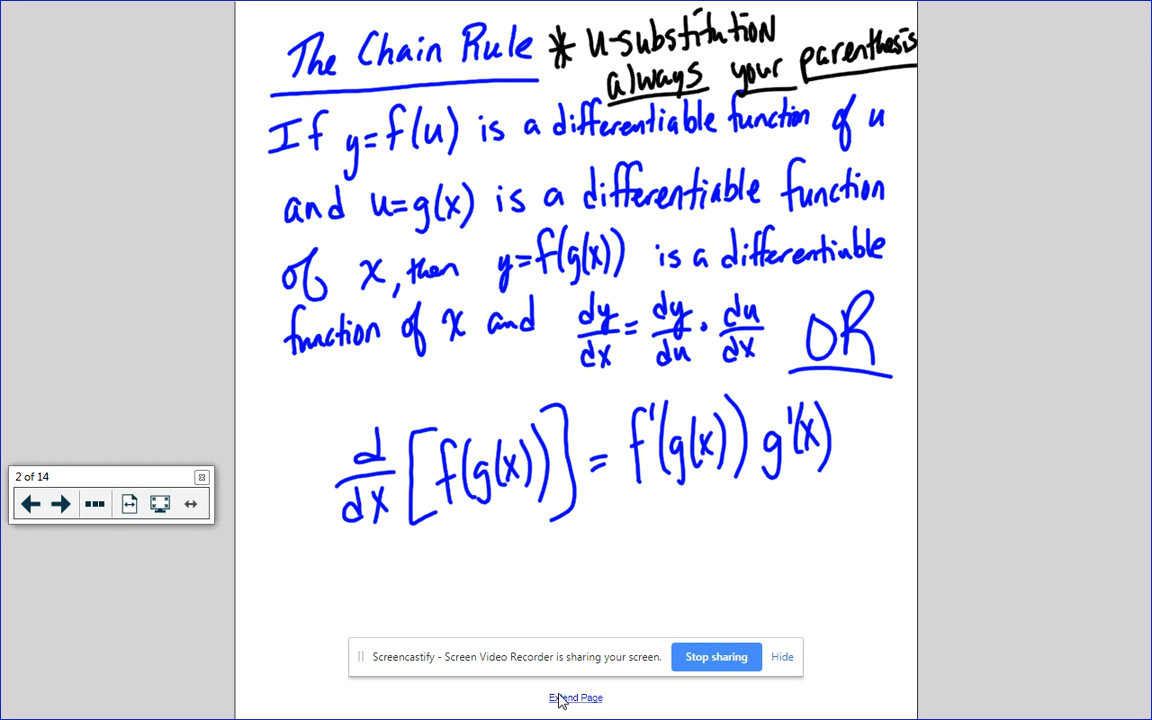 The Chain Rule * u-substitution
always your parenthesis
If y=f(u) is a differentiable function of u
and u=g(x) is a differentiable function
of x, then y=f(g(x)) is a differentiable
function of x and dy/dx = dy/du · du/dx OR
d/dx [f(g(x))] = f'(g(x)) g'(x)
2 of 14
Screencastify - Screen Video Recorder is sharing your screen. Stop sharing Hide
Extend Page